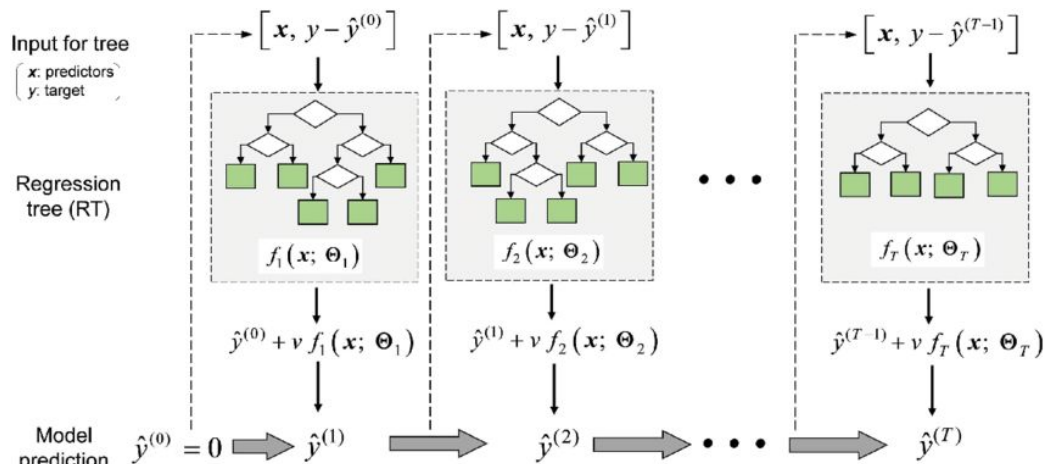 Input for tree
x: predictors
y: target
[x, y − ŷ⁽⁰⁾]
[x, y − ŷ⁽¹⁾]
[x, y − ŷ⁽ᵀ⁻¹⁾]
Regression
tree (RT)
f₁(x; Θ₁)
f₂(x; Θ₂)
• • •
f_T(x; Θ_T)
ŷ⁽⁰⁾ + v f₁(x; Θ₁)
ŷ⁽¹⁾ + v f₂(x; Θ₂)
ŷ⁽ᵀ⁻¹⁾ + v f_T(x; Θ_T)
Model
prediction
ŷ⁽⁰⁾ = 0
ŷ⁽¹⁾
ŷ⁽²⁾
• • •
ŷ⁽ᵀ⁾